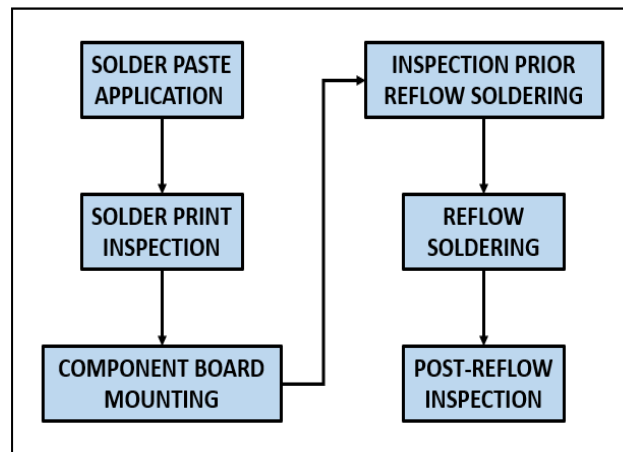 SOLDER PASTE
APPLICATION
SOLDER PRINT
INSPECTION
COMPONENT BOARD
MOUNTING
INSPECTION PRIOR
REFLOW SOLDERING
REFLOW
SOLDERING
POST-REFLOW
INSPECTION